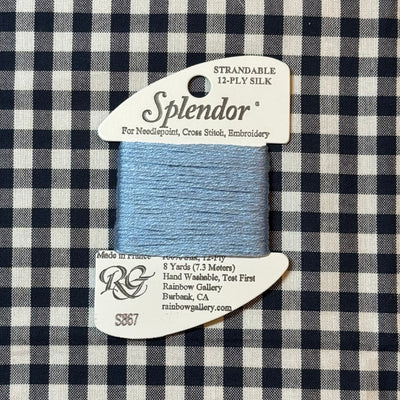 STRANDABLE
12-PLY SILK
Splendor®
For Needlepoint, Cross Stitch, Embroidery
Made in France
100% Silk, 12-Ply
8 Yards (7.3 Meters)
RG
Hand Washable, Test First
Rainbow Gallery
Burbank, CA
rainbowgallery.com
S867